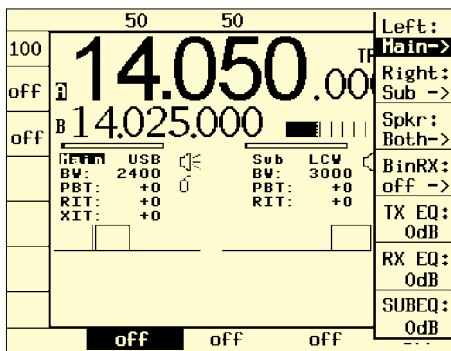 50 50
100
off
off
A 14.050.00
B 14.025.000
Main USB
BW: 2400
PBT: +0
RIT: +0
XIT: +0
Sub LCW
BW: 3000
PBT: +0
RIT: +0
Left:
Main->
Right:
Sub ->
Spkr:
Both->
BinRX:
off ->
TX EQ:
0dB
RX EQ:
0dB
SUBEQ:
0dB
off off off